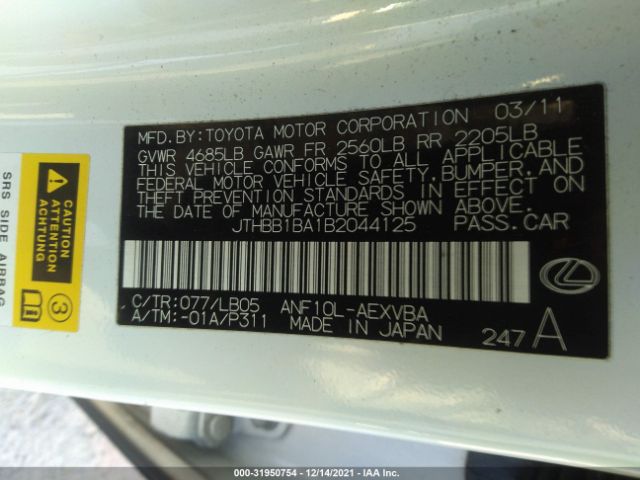 03/11
MFD.BY:TOYOTA MOTOR CORPORATION
GVWR 4685LB GAWR FR 2560LB RR 2205LB
THIS VEHICLE CONFORMS TO ALL APPLICABLE
FEDERAL MOTOR VEHICLE SAFETY,BUMPER,AND
THEFT PREVENTION STANDARDS IN EFFECT ON
THE DATE OF MANUFACTURE SHOWN ABOVE.
JTHBB1BA1B2044125 PASS.CAR
C/TR:077/LB05 ANF10L-AEXVBA
A/TM:-01A/P311 MADE IN JAPAN
247 A
SRS SIDE AIRBAG
3
000-31950754 - 12/14/2021 - IAA Inc.